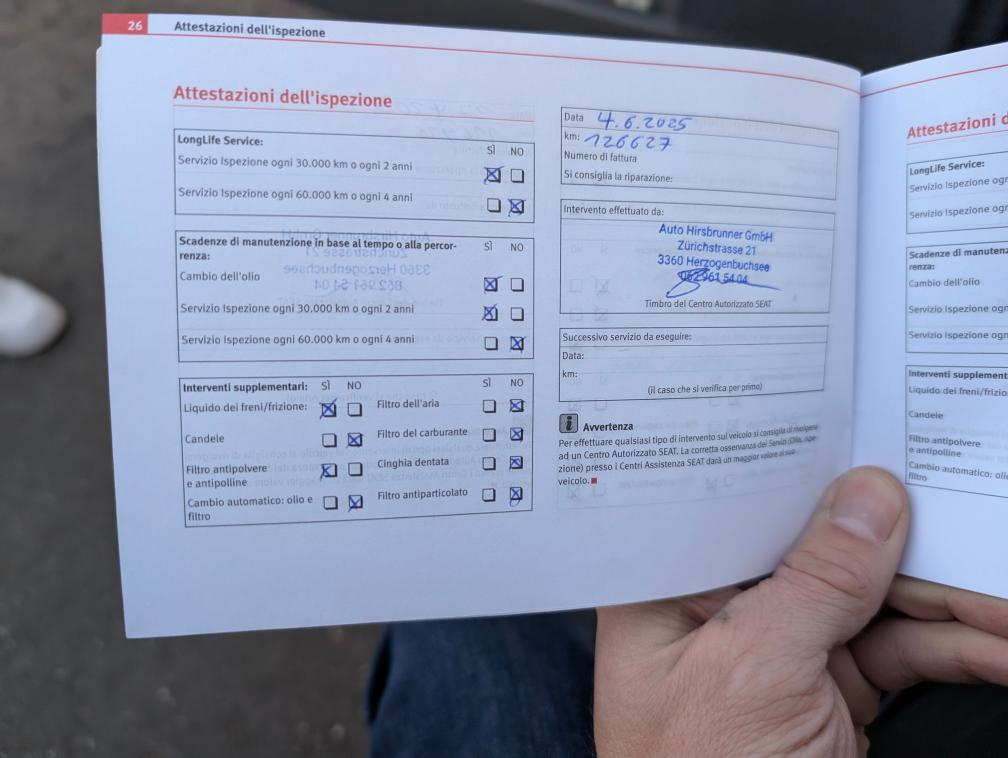 26 Attestazioni dell'ispezione
Attestazioni dell'ispezione
LongLife Service: SÌ NO
Servizio Ispezione ogni 30.000 km o ogni 2 anni
Servizio Ispezione ogni 60.000 km o ogni 4 anni
Scadenze di manutenzione in base al tempo o alla percor- SÌ NO
renza:
Cambio dell'olio
Servizio Ispezione ogni 30.000 km o ogni 2 anni
Servizio Ispezione ogni 60.000 km o ogni 4 anni
Interventi supplementari: SÌ NO SÌ NO
Liquido dei freni/frizione: Filtro dell'aria
Candele Filtro del carburante
Filtro antipolvere Cinghia dentata
e antipolline
Cambio automatico: olio e Filtro antiparticolato
filtro
Data 4.6.2025
km: 126627
Numero di fattura
Si consiglia la riparazione:
Intervento effettuato da:
Auto Hirsbrunner GmbH
Zürichstrasse 21
3360 Herzogenbuchsee
062 961 54 04
Timbro del Centro Autorizzato SEAT
Successivo servizio da eseguire:
Data:
km:
(il caso che si verifica per primo)
Avvertenza
Per effettuare qualsiasi tipo di intervento sul veicolo si consiglia di rivolgersi
ad un Centro Autorizzato SEAT. La corretta osservanza dei Servizi (Olio, Ispe-
zione) presso i Centri Assistenza SEAT darà un maggior valore al suo
veicolo.
Attestazioni d
LongLife Service:
Servizio Ispezione ogr
Servizio Ispezione ogr
Scadenze di manuten
renza:
Cambio dell'olio
Servizio Ispezione ogr
Servizio Ispezione ogr
Interventi supplement
Liquido dei freni/frizio
Candele
Filtro antipolvere
e antipolline
Cambio automatico: oli
filtro